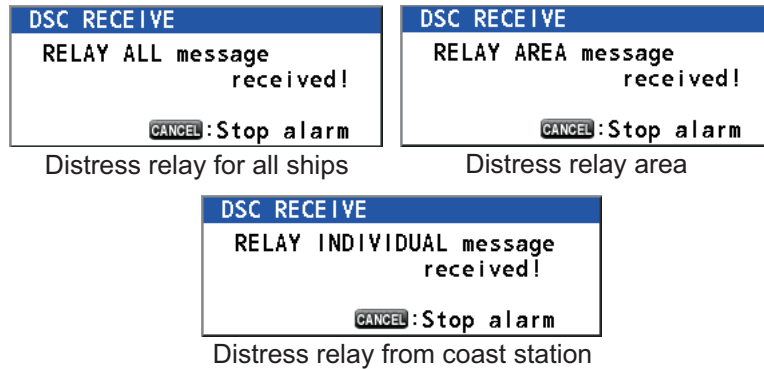 DSC RECEIVE
RELAY ALL message
received!
CANCEL:Stop alarm
Distress relay for all ships
DSC RECEIVE
RELAY AREA message
received!
CANCEL:Stop alarm
Distress relay area
DSC RECEIVE
RELAY INDIVIDUAL message
received!
CANCEL:Stop alarm
Distress relay from coast station